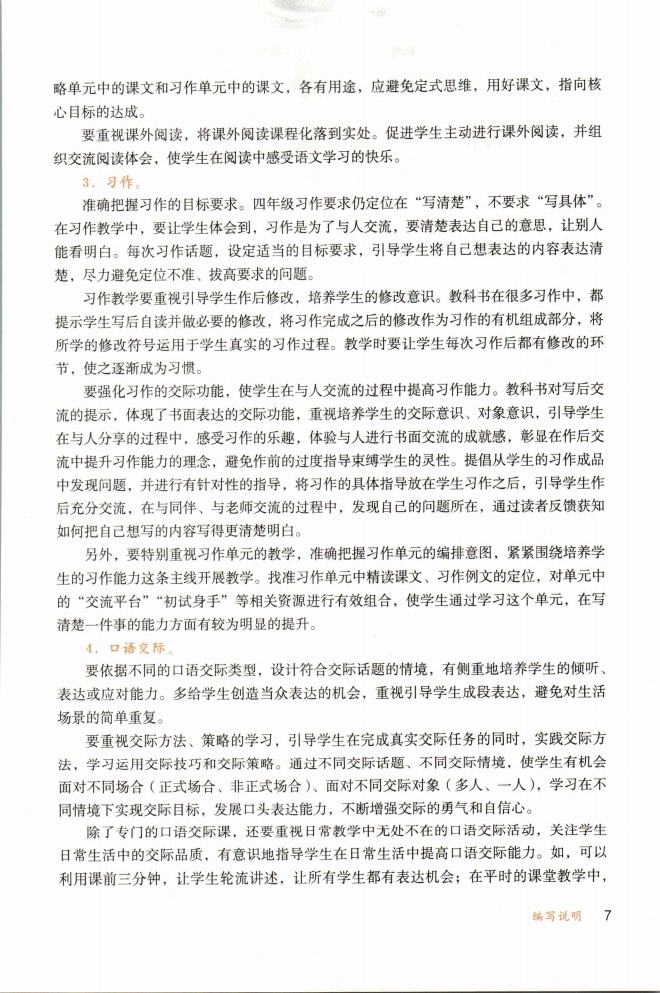 略单元中的课文和习作单元中的课文，各有用途，应避免定式思维，用好课文，指向核
心目标的达成。
要重视课外阅读，将课外阅读课程化落到实处。促进学生主动进行课外阅读，并组
织交流阅读体会，使学生在阅读中感受语文学习的快乐。
3．习作。
准确把握习作的目标要求。四年级习作要求仍定位在“写清楚”，不要求“写具体”。
在习作教学中，要让学生体会到，习作是为了与人交流，要清楚表达自己的意思，让别人
能看明白。每次习作话题，设定适当的目标要求，引导学生将自己想表达的内容表达清
楚，尽力避免定位不准、拔高要求的问题。
习作教学要重视引导学生作后修改，培养学生的修改意识。教科书在很多习作中，都
提示学生写后自读并做必要的修改，将习作完成之后的修改作为习作的有机组成部分，将
所学的修改符号运用于学生真实的习作过程。教学时要让学生每次习作后都有修改的环
节，使之逐渐成为习惯。
要强化习作的交际功能，使学生在与人交流的过程中提高习作能力。教科书对写后交
流的提示，体现了书面表达的交际功能，重视培养学生的交际意识、对象意识，引导学生
在与人分享的过程中，感受习作的乐趣，体验与人进行书面交流的成就感，彰显在作后交
流中提升习作能力的理念，避免作前的过度指导束缚学生的灵性。提倡从学生的习作成品
中发现问题，并进行有针对性的指导，将习作的具体指导放在学生习作之后，引导学生作
后充分交流，在与同伴、与老师交流的过程中，发现自己的问题所在，通过读者反馈获知
如何把自己想写的内容写得更清楚明白。
另外，要特别重视习作单元的教学，准确把握习作单元的编排意图，紧紧围绕培养学
生的习作能力这条主线开展教学。找准习作单元中精读课文、习作例文的定位，对单元中
的“交流平台”“初试身手”等相关资源进行有效组合，使学生通过学习这个单元，在写
清楚一件事的能力方面有较为明显的提升。
4．口语交际。
要依据不同的口语交际类型，设计符合交际话题的情境，有侧重地培养学生的倾听、
表达或应对能力。多给学生创造当众表达的机会，重视引导学生成段表达，避免对生活
场景的简单重复。
要重视交际方法、策略的学习，引导学生在完成真实交际任务的同时，实践交际方
法，学习运用交际技巧和交际策略。通过不同交际话题、不同交际情境，使学生有机会
面对不同场合（正式场合、非正式场合）、面对不同交际对象（多人、一人），学习在不
同情境下实现交际目标，发展口头表达能力，不断增强交际的勇气和自信心。
除了专门的口语交际课，还要重视日常教学中无处不在的口语交际活动，关注学生
日常生活中的交际品质，有意识地指导学生在日常生活中提高口语交际能力。如，可以
利用课前三分钟，让学生轮流讲述，让所有学生都有表达机会；在平时的课堂教学中，
编写说明 7